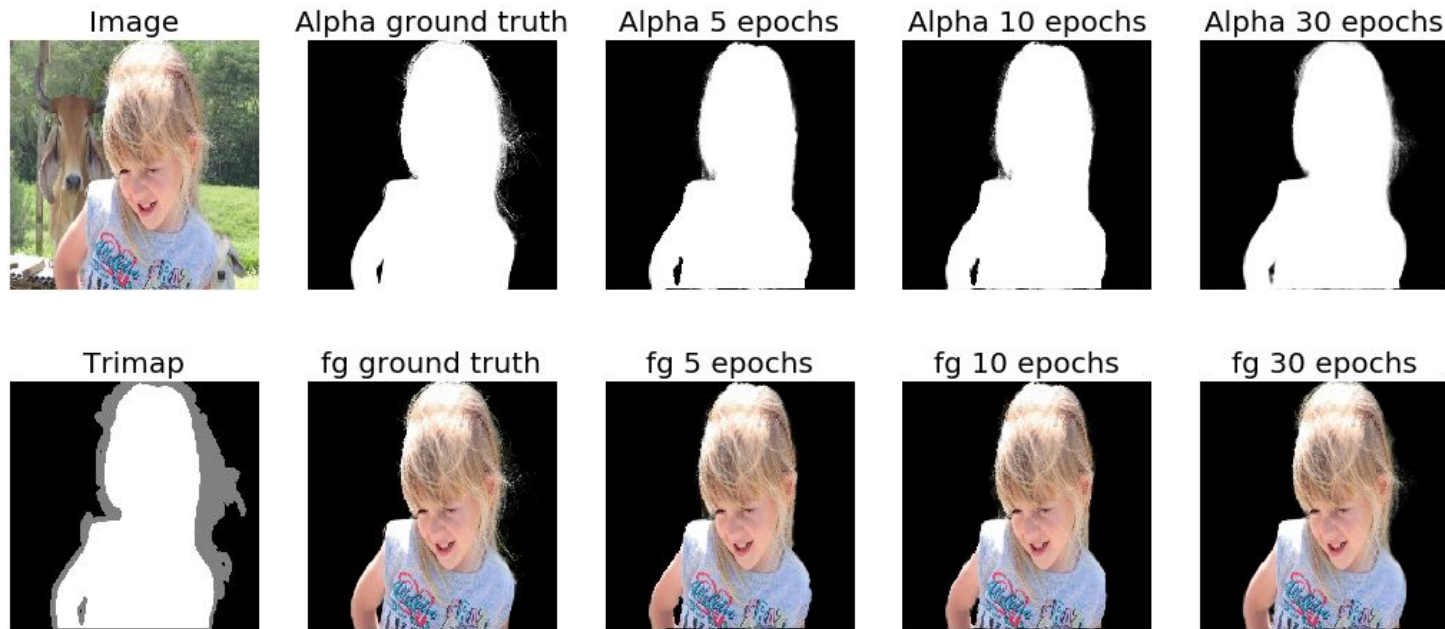 Image
Alpha ground truth
Alpha 5 epochs
Alpha 10 epochs
Alpha 30 epochs
Trimap
fg ground truth
fg 5 epochs
fg 10 epochs
fg 30 epochs